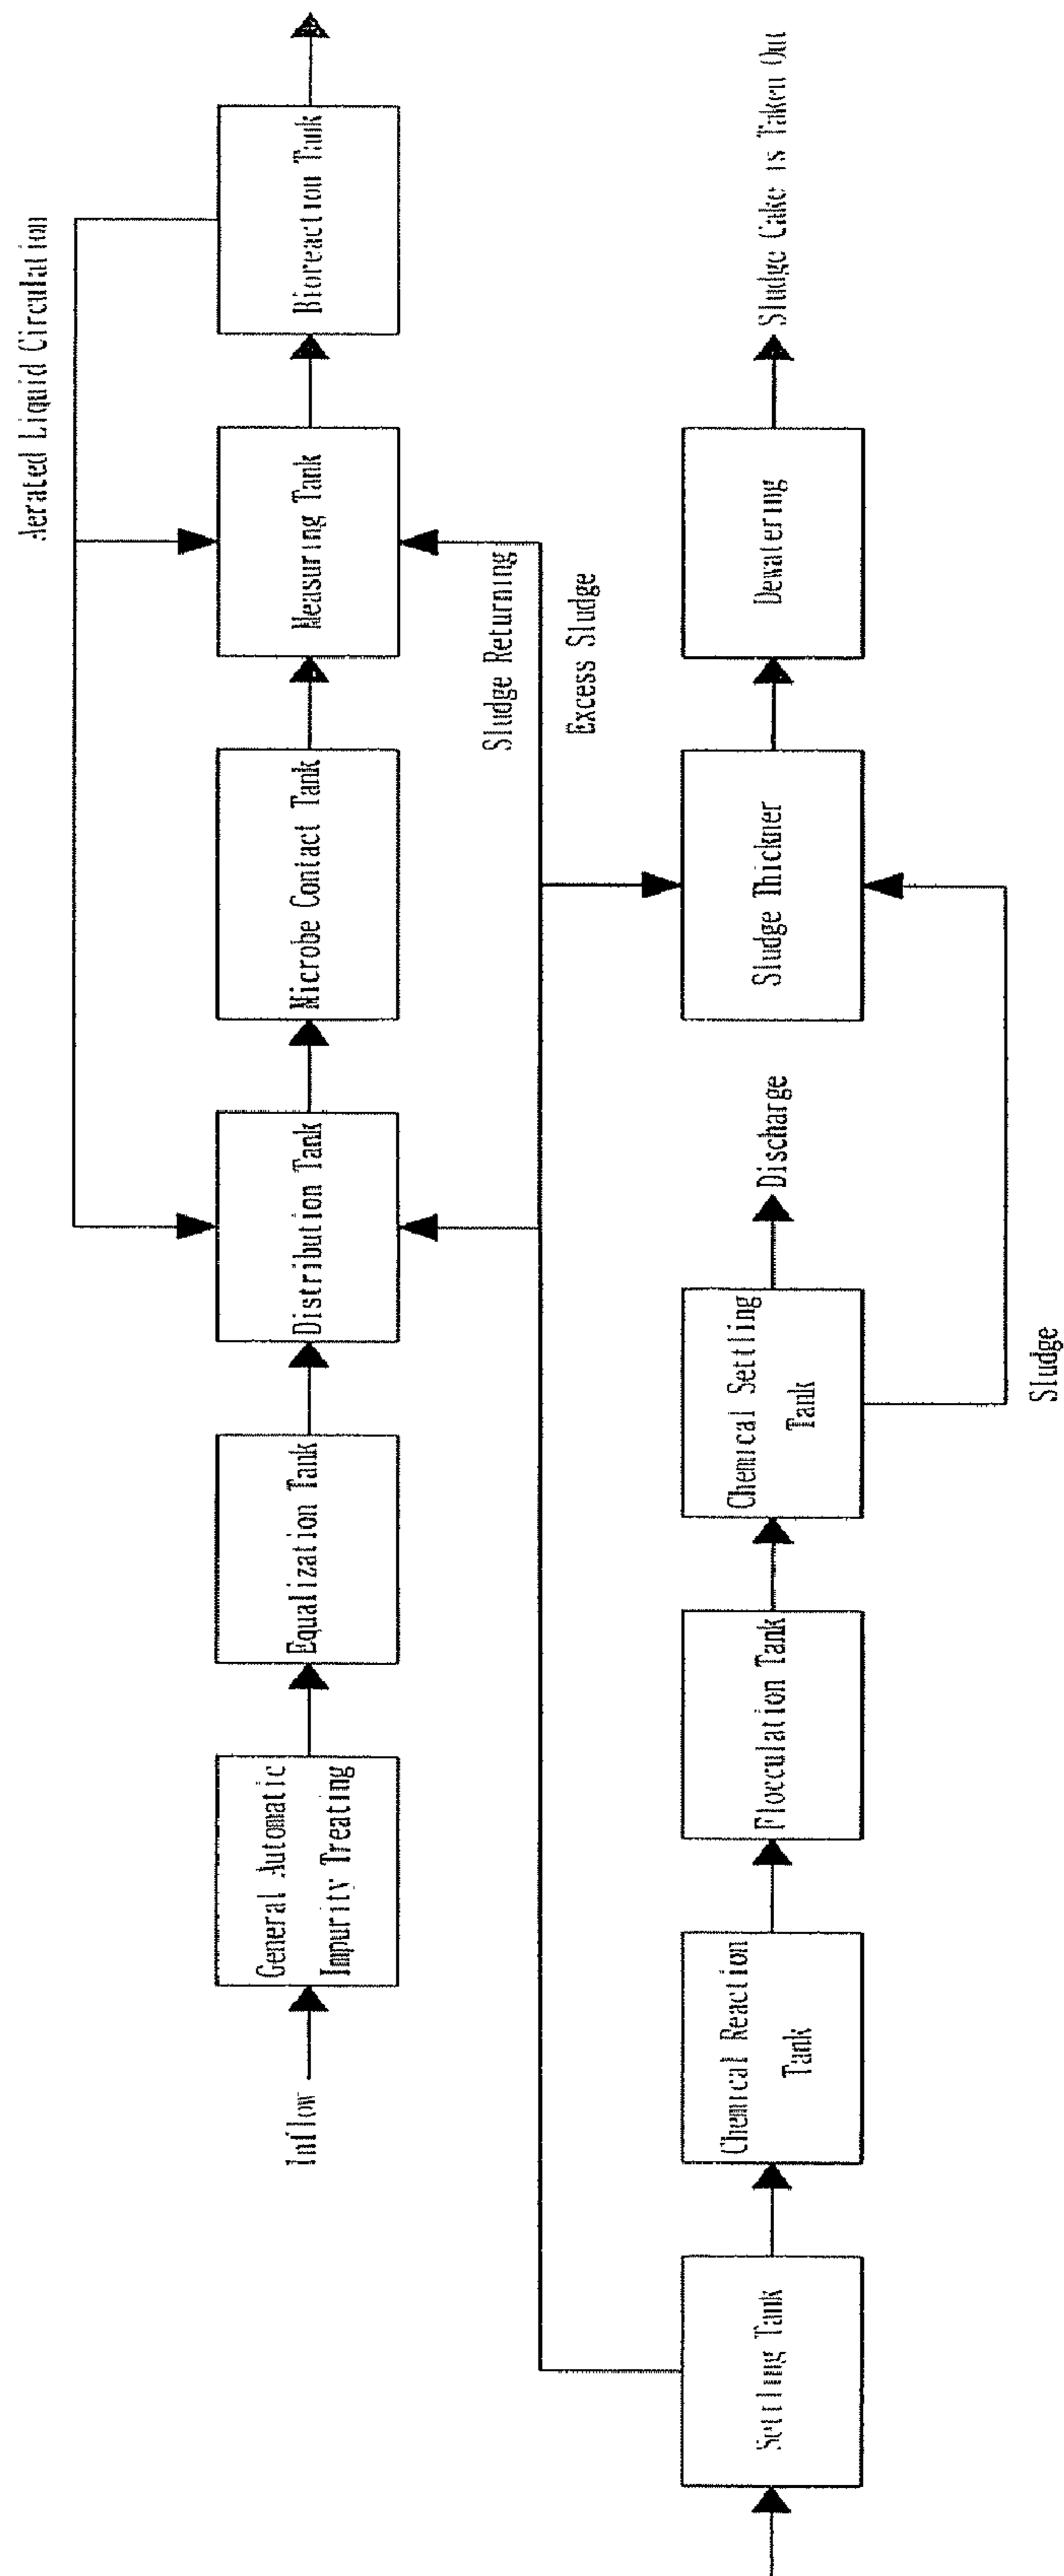 Aerated Liquid Circulation
Inflow
General Automatic
Impurity Treating
Equalization Tank
Distribution Tank
Microbe Contact Tank
Measuring Tank
Bioreaction Tank
Sludge Returning
Excess Sludge
Settling Tank
Chemical Reaction
Tank
Flocculation Tank
Chemical Settling
Tank
Discharge
Sludge Thickner
Dewatering
Sludge Cake is Taken Out
Sludge